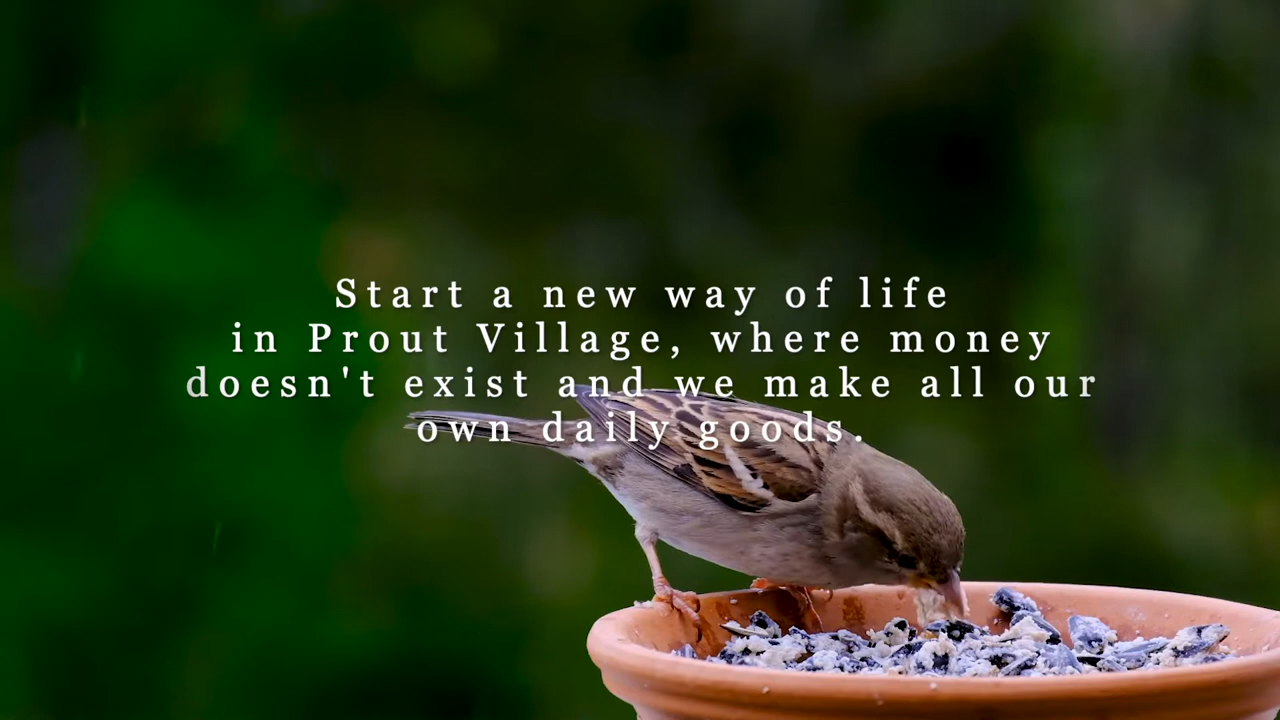 Start a new way of life
in Prout Village, where money
doesn't exist and we make all our
own daily goods.